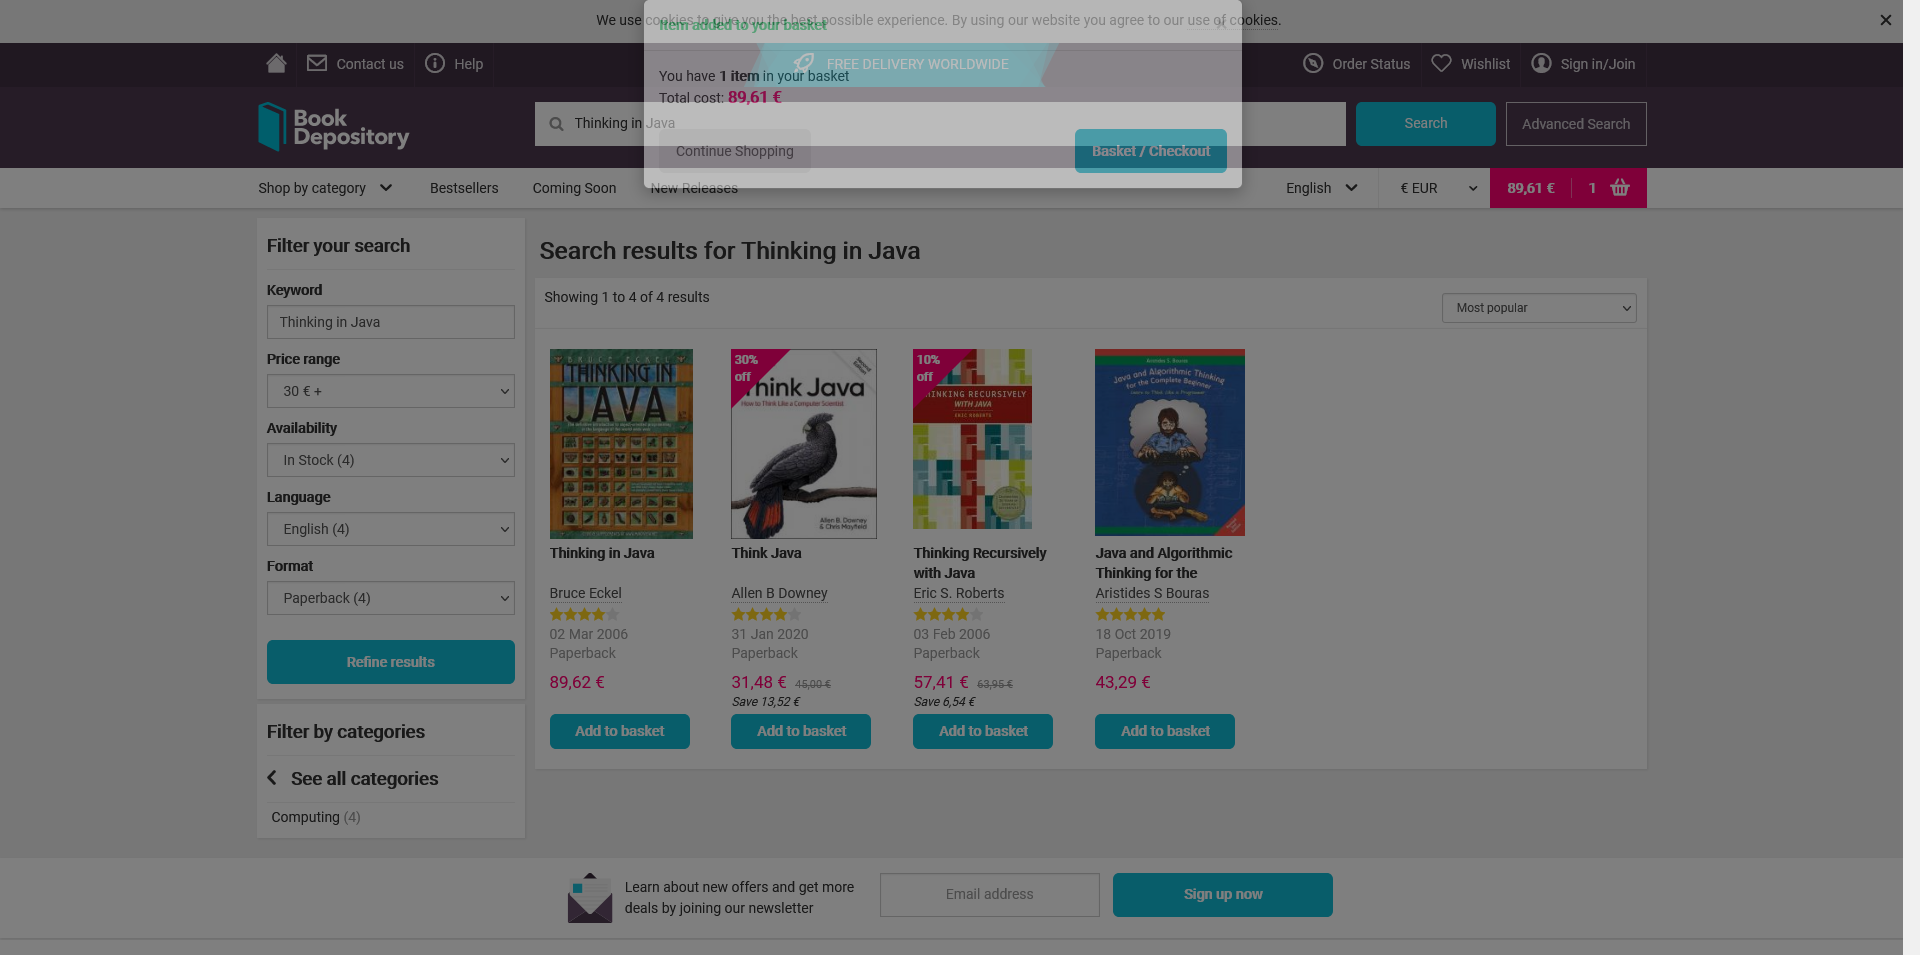 We use cookies to give you the best possible experience. By using our website you agree to our use of cookies.
Item added to your basket
Contact us
Help
FREE DELIVERY WORLDWIDE
Order Status
Wishlist
Sign in/Join
You have 1 item in your basket
Total cost: 89,61 €
Book
Depository
Thinking in Java
Search
Advanced Search
Continue Shopping
Basket / Checkout
Shop by category
Bestsellers
Coming Soon
New Releases
English
€ EUR
89,61 €
1
Filter your search
Keyword
Thinking in Java
Price range
30 € +
Availability
In Stock (4)
Language
English (4)
Format
Paperback (4)
Refine results
Filter by categories
See all categories
Computing (4)
Search results for Thinking in Java
Showing 1 to 4 of 4 results
Most popular
BRUCE ECKEL
THINKING IN
JAVA
Thinking in Java
Bruce Eckel
02 Mar 2006
Paperback
89,62 €
Add to basket
30%
off
Second
Edition
Think Java
How to Think Like a Computer Scientist
Allen B. Downey
& Chris Mayfield
Think Java
Allen B Downey
31 Jan 2020
Paperback
31,48 € 45,00 €
Save 13,52 €
Add to basket
10%
off
THINKING RECURSIVELY
WITH JAVA
ERIC ROBERTS
Thinking Recursively
with Java
Eric S. Roberts
03 Feb 2006
Paperback
57,41 € 63,95 €
Save 6,54 €
Add to basket
Java and Algorithmic Thinking
for the Complete Beginner
Java and Algorithmic
Thinking for the
Aristides S Bouras
18 Oct 2019
Paperback
43,29 €
Add to basket
Learn about new offers and get more
deals by joining our newsletter
Email address
Sign up now